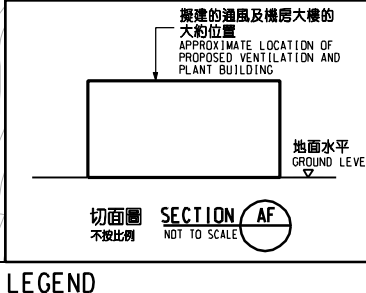 擬建的通風及機房大樓的
大約位置
APPROXIMATE LOCATION OF
PROPOSED VENTILATION AND
PLANT BUILDING
地面水平
GROUND LEVE
切面圖 SECTION AF
不按比例 NOT TO SCALE
LEGEND